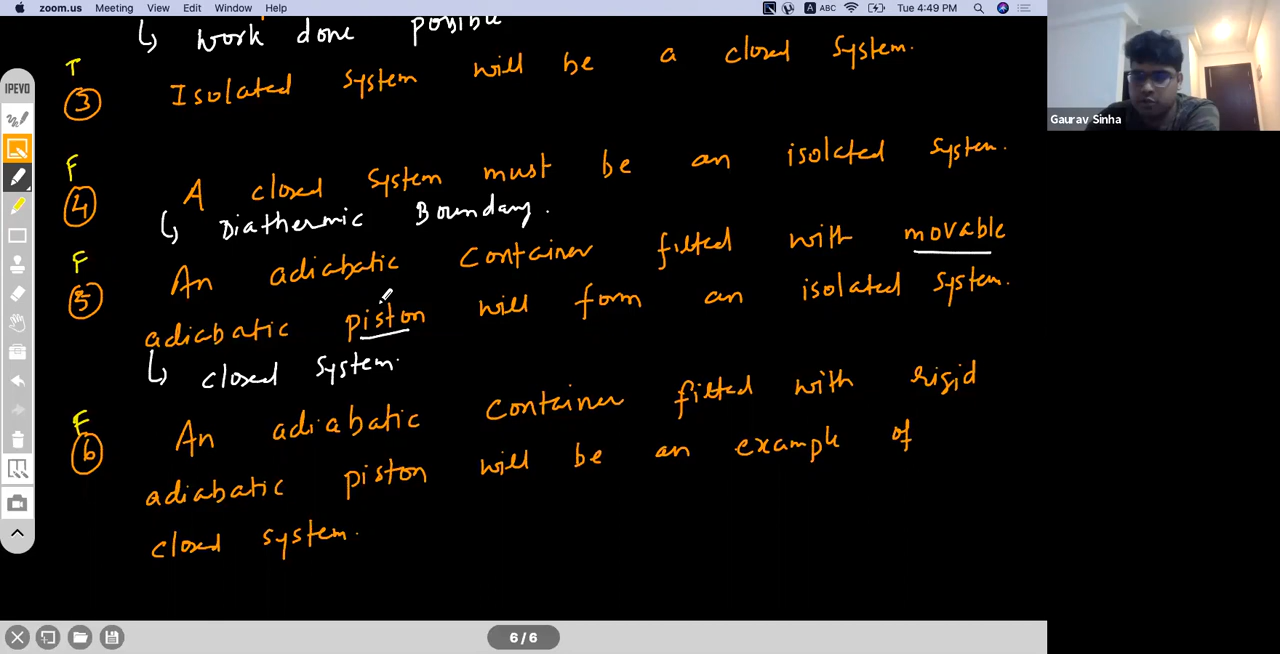 zoom.us Meeting View Edit Window Help
A ABC Tue 4:49 PM
↳ Work done possible
T
③ Isolated system will be a closed system.
F
④ A closed system must be an isolated system.
↳ Diathermic Boundary.
F
⑤ An adiabatic container filted with movable
adiabatic piston will form an isolated system.
↳ closed system.
F
⑥ An adiabatic container filted with rigid
adiabatic piston will be an example of
closed system.
IPEVO
Gaurav Sinha
6 / 6